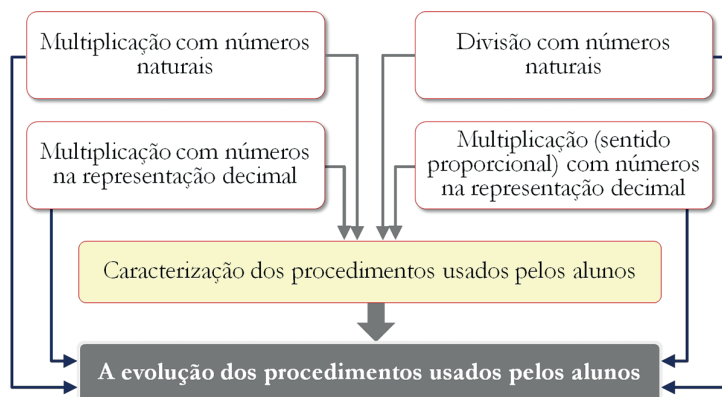 Multiplicação com números
naturais
Divisão com números
naturais
Multiplicação com números
na representação decimal
Multiplicação (sentido
proporcional) com números
na representação decimal
Caracterização dos procedimentos usados pelos alunos
A evolução dos procedimentos usados pelos alunos